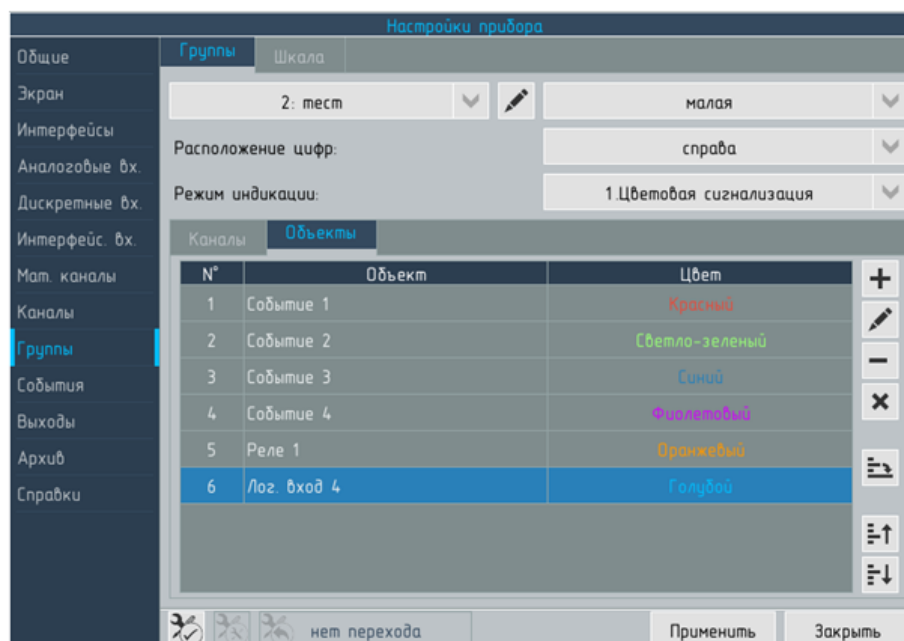 Настройки прибора
Общие
Экран
Интерфейсы
Аналоговые вх.
Дискретные вх.
Интерфейс. вх.
Мат. каналы
Каналы
Группы
События
Выходы
Архив
Справки
Группы Шкала
2: тест малая
Расположение цифр: справа
Режим индикации: 1.Цветовая сигнализация
Каналы Объекты
N° Объект Цвет
1 Событие 1 Красный
2 Событие 2 Светло-зеленый
3 Событие 3 Синий
4 Событие 4 Фиолетовый
5 Реле 1 Оранжевый
6 Лог. вход 4 Голубой
нет перехода Применить Закрыть